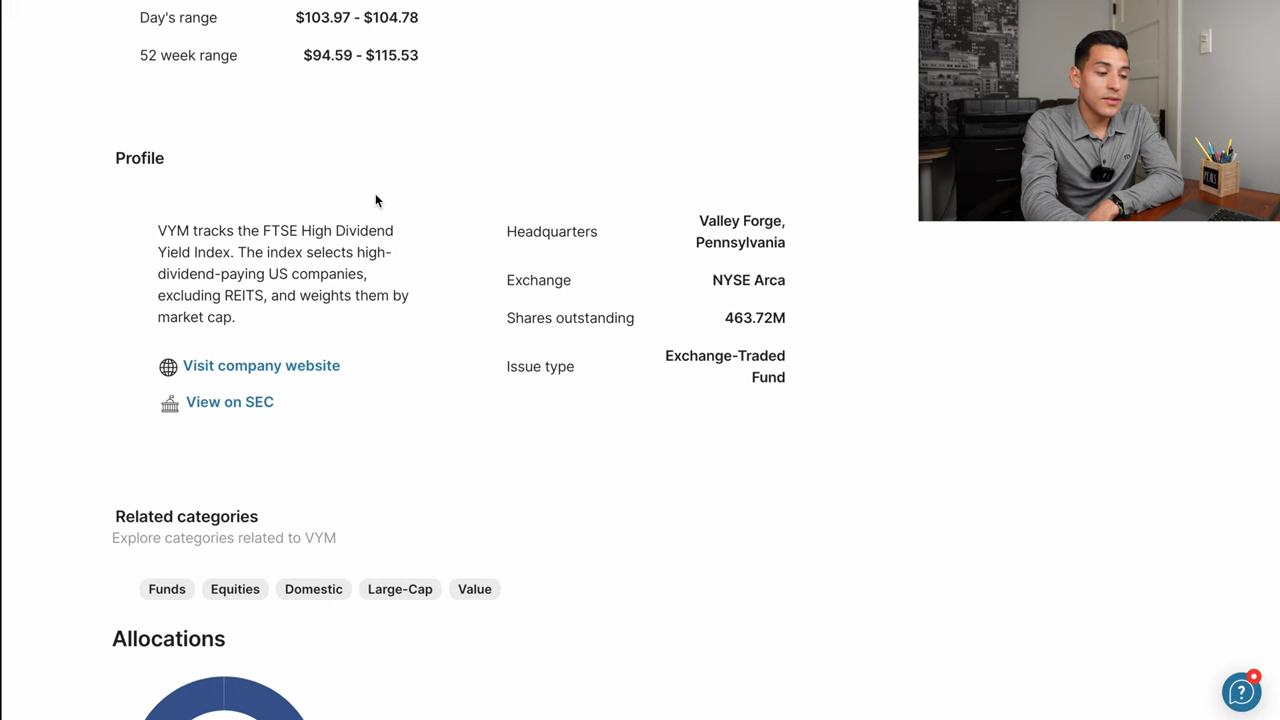 Day's range
$103.97 - $104.78
52 week range
$94.59 - $115.53
Profile
VYM tracks the FTSE High Dividend
Yield Index. The index selects high-
dividend-paying US companies,
excluding REITS, and weights them by
market cap.
Visit company website
View on SEC
Headquarters
Valley Forge,
Pennsylvania
Exchange
NYSE Arca
Shares outstanding
463.72M
Issue type
Exchange-Traded
Fund
Related categories
Explore categories related to VYM
Funds
Equities
Domestic
Large-Cap
Value
Allocations